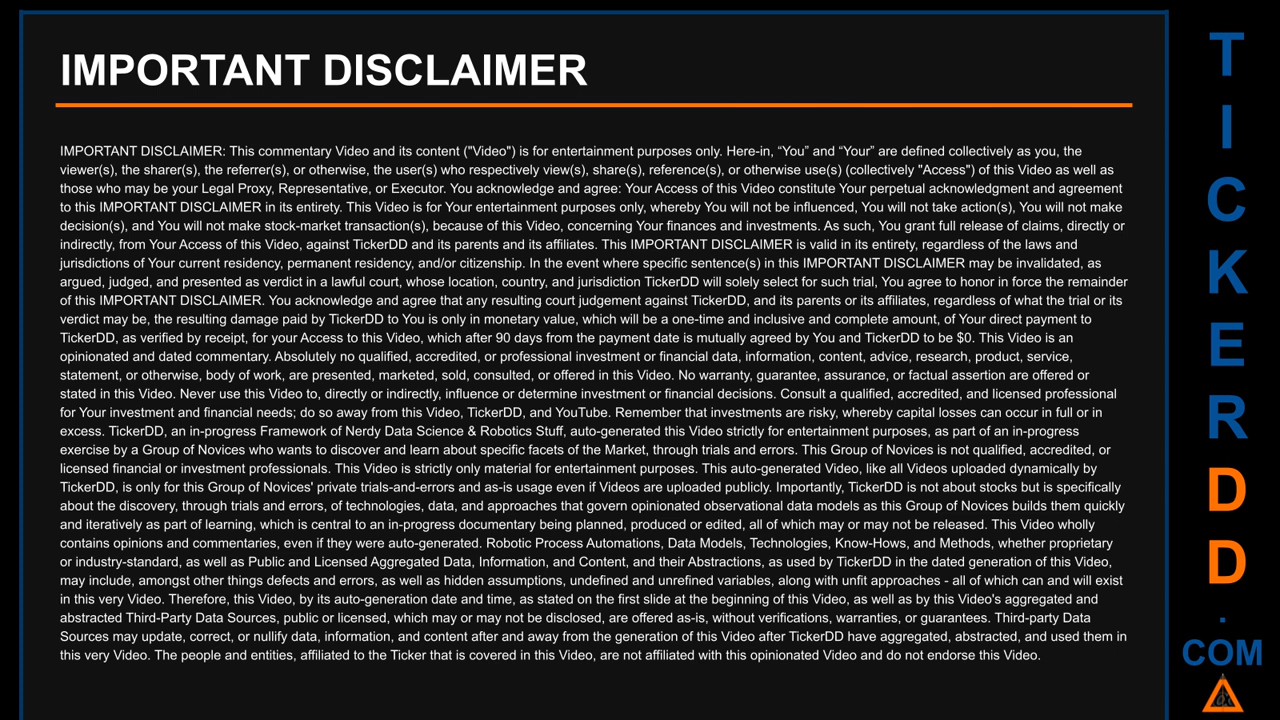 IMPORTANT DISCLAIMER
IMPORTANT DISCLAIMER: This commentary Video and its content ("Video") is for entertainment purposes only. Here-in, “You” and “Your” are defined collectively as you, the
viewer(s), the sharer(s), the referrer(s), or otherwise, the user(s) who respectively view(s), share(s), reference(s), or otherwise use(s) (collectively "Access") of this Video as well as
those who may be your Legal Proxy, Representative, or Executor. You acknowledge and agree: Your Access of this Video constitute Your perpetual acknowledgment and agreement
to this IMPORTANT DISCLAIMER in its entirety. This Video is for Your entertainment purposes only, whereby You will not be influenced, You will not take action(s), You will not make
decision(s), and You will not make stock-market transaction(s), because of this Video, concerning Your finances and investments. As such, You grant full release of claims, directly or
indirectly, from Your Access of this Video, against TickerDD and its parents and its affiliates. This IMPORTANT DISCLAIMER is valid in its entirety, regardless of the laws and
jurisdictions of Your current residency, permanent residency, and/or citizenship. In the event where specific sentence(s) in this IMPORTANT DISCLAIMER may be invalidated, as
argued, judged, and presented as verdict in a lawful court, whose location, country, and jurisdiction TickerDD will solely select for such trial, You agree to honor in force the remainder
of this IMPORTANT DISCLAIMER. You acknowledge and agree that any resulting court judgement against TickerDD, and its parents or its affiliates, regardless of what the trial or its
verdict may be, the resulting damage paid by TickerDD to You is only in monetary value, which will be a one-time and inclusive and complete amount, of Your direct payment to
TickerDD, as verified by receipt, for your Access to this Video, which after 90 days from the payment date is mutually agreed by You and TickerDD to be $0. This Video is an
opinionated and dated commentary. Absolutely no qualified, accredited, or professional investment or financial data, information, content, advice, research, product, service,
statement, or otherwise, body of work, are presented, marketed, sold, consulted, or offered in this Video. No warranty, guarantee, assurance, or factual assertion are offered or
stated in this Video. Never use this Video to, directly or indirectly, influence or determine investment or financial decisions. Consult a qualified, accredited, and licensed professional
for Your investment and financial needs; do so away from this Video, TickerDD, and YouTube. Remember that investments are risky, whereby capital losses can occur in full or in
excess. TickerDD, an in-progress Framework of Nerdy Data Science & Robotics Stuff, auto-generated this Video strictly for entertainment purposes, as part of an in-progress
exercise by a Group of Novices who wants to discover and learn about specific facets of the Market, through trials and errors. This Group of Novices is not qualified, accredited, or
licensed financial or investment professionals. This Video is strictly only material for entertainment purposes. This auto-generated Video, like all Videos uploaded dynamically by
TickerDD, is only for this Group of Novices' private trials-and-errors and as-is usage even if Videos are uploaded publicly. Importantly, TickerDD is not about stocks but is specifically
about the discovery, through trials and errors, of technologies, data, and approaches that govern opinionated observational data models as this Group of Novices builds them quickly
and iteratively as part of learning, which is central to an in-progress documentary being planned, produced or edited, all of which may or may not be released. This Video wholly
contains opinions and commentaries, even if they were auto-generated. Robotic Process Automations, Data Models, Technologies, Know-Hows, and Methods, whether proprietary
or industry-standard, as well as Public and Licensed Aggregated Data, Information, and Content, and their Abstractions, as used by TickerDD in the dated generation of this Video,
may include, amongst other things defects and errors, as well as hidden assumptions, undefined and unrefined variables, along with unfit approaches - all of which can and will exist
in this very Video. Therefore, this Video, by its auto-generation date and time, as stated on the first slide at the beginning of this Video, as well as by this Video's aggregated and
abstracted Third-Party Data Sources, public or licensed, which may or may not be disclosed, are offered as-is, without verifications, warranties, or guarantees. Third-party Data
Sources may update, correct, or nullify data, information, and content after and away from the generation of this Video after TickerDD have aggregated, abstracted, and used them in
this very Video. The people and entities, affiliated to the Ticker that is covered in this Video, are not affiliated with this opinionated Video and do not endorse this Video.
T
I
C
K
E
R
D
D
.
COM